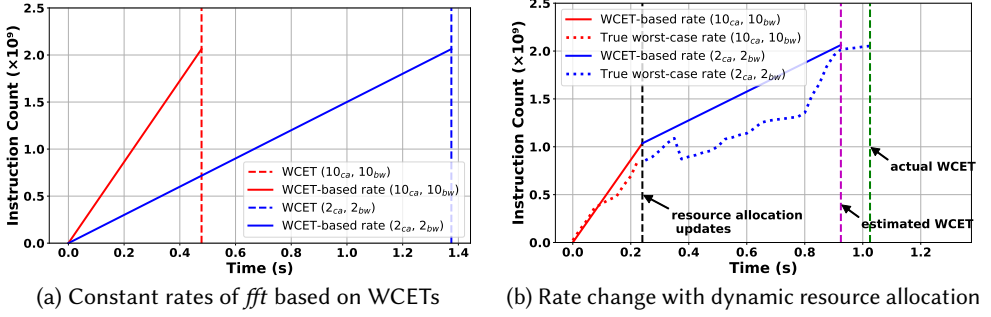 2.5
2.0
1.5
1.0
0.5
0.0
Instruction Count (×10⁹)
WCET (10ca, 10bw)
WCET-based rate (10ca, 10bw)
WCET (2ca, 2bw)
WCET-based rate (2ca, 2bw)
0.0 0.2 0.4 0.6 0.8 1.0 1.2 1.4
Time (s)
(a) Constant rates of fft based on WCETs
2.5
2.0
1.5
1.0
0.5
0.0
Instruction Count (×10⁹)
WCET-based rate (10ca, 10bw)
True worst-case rate (10ca, 10bw)
WCET-based rate (2ca, 2bw)
True worst-case rate (2ca, 2bw)
actual WCET
resource allocation
updates
estimated WCET
0.0 0.2 0.4 0.6 0.8 1.0 1.2
Time (s)
(b) Rate change with dynamic resource allocation